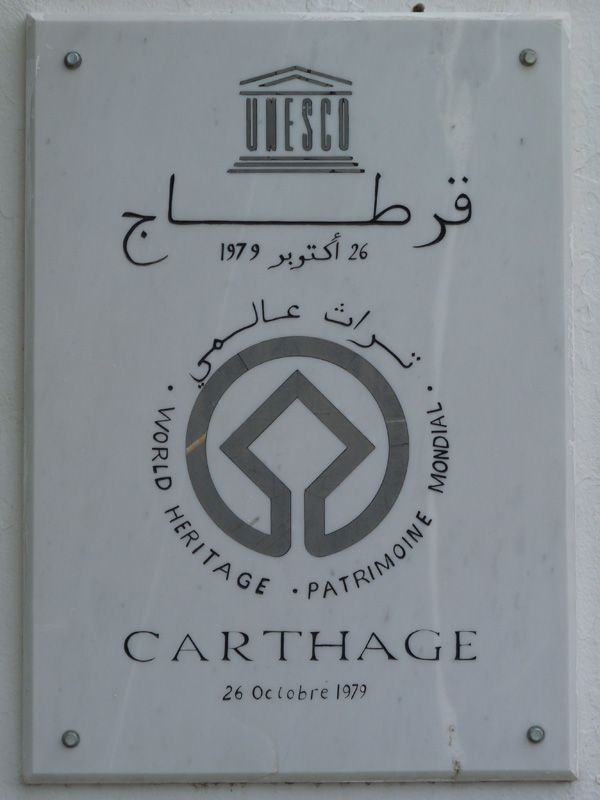 UNESCO
قرطاج
26 أكتوبر 1979
تراث عالمي
• WORLD HERITAGE • PATRIMOINE MONDIAL •
CARTHAGE
26 Octobre 1979